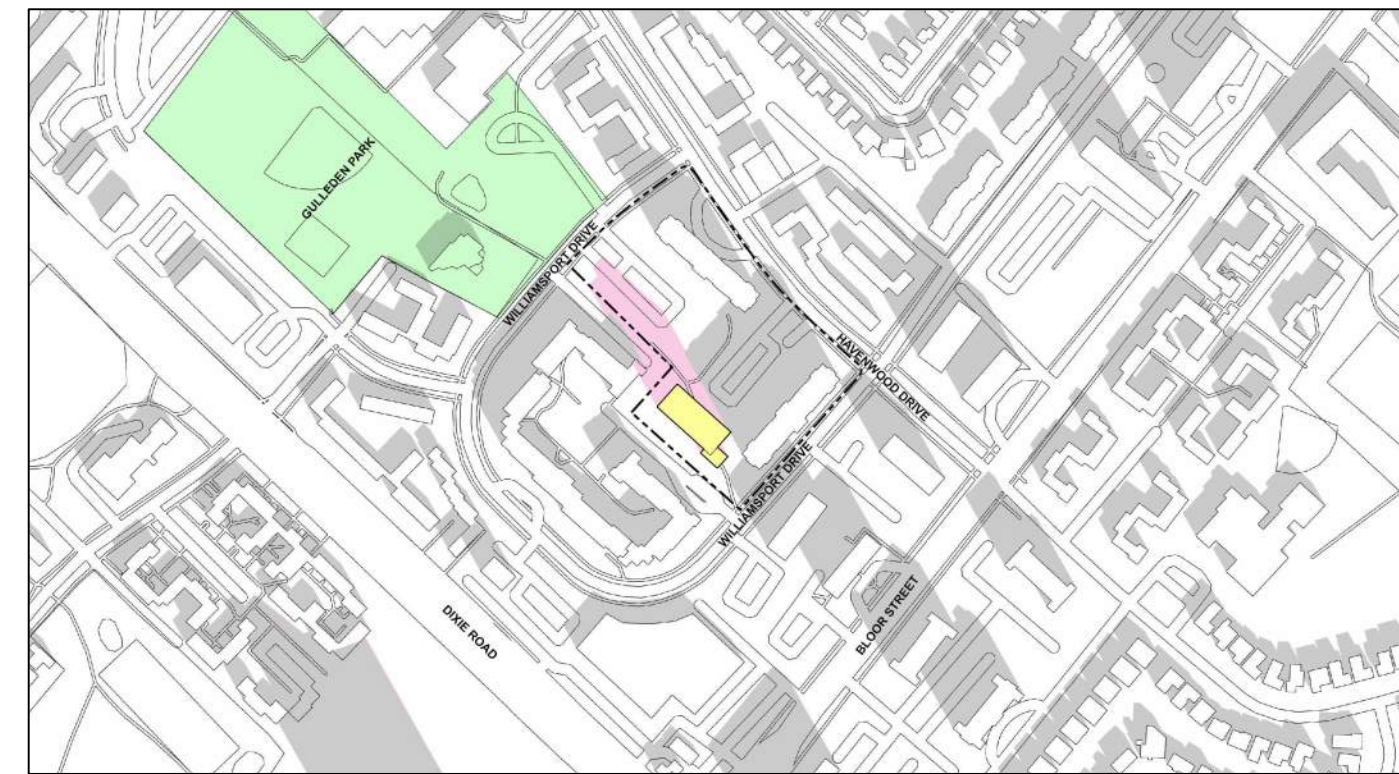 GULLEDEN PARK
WILLIAMSPORT DRIVE
HAVENWOOD DRIVE
WILLIAMSPORT DRIVE
DIXIE ROAD
BLOOR STREET